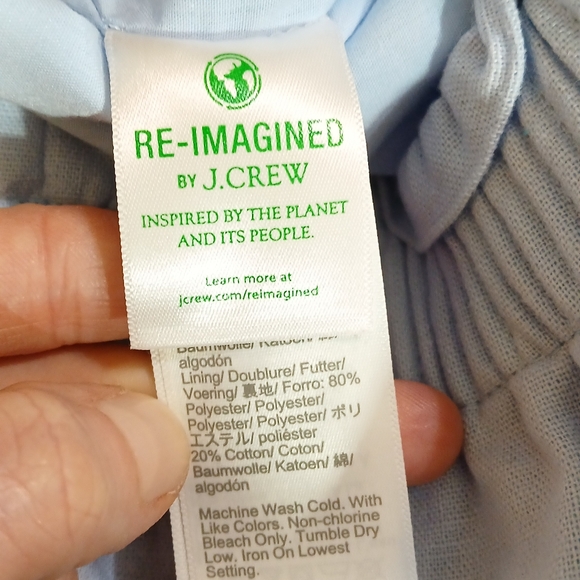 RE-IMAGINED
BY J.CREW
INSPIRED BY THE PLANET
AND ITS PEOPLE.
Learn more at
jcrew.com/reimagined
Baumwolle/ Katoen/ 綿/
algodón
Lining/ Doublure/ Futter/
Voering/ 裏地/ Forro: 80%
Polyester/ Polyester/
Polyester/ Polyester/ ポリ
エステル/ poliéster
20% Cotton/ Coton/
Baumwolle/ Katoen/ 綿/
algodón
Machine Wash Cold. With
Like Colors. Non-chlorine
Bleach Only. Tumble Dry
Low. Iron On Lowest
Setting.